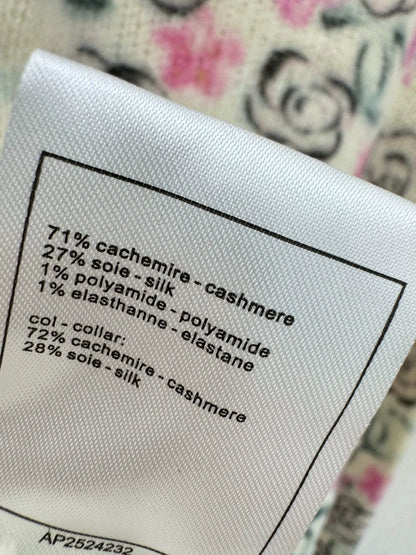 71% cachemire - cashmere
27% soie - silk
1% polyamide - polyamide
1% elasthanne - elastane
col - collar:
72% cachemire - cashmere
28% soie - silk
AP2524232